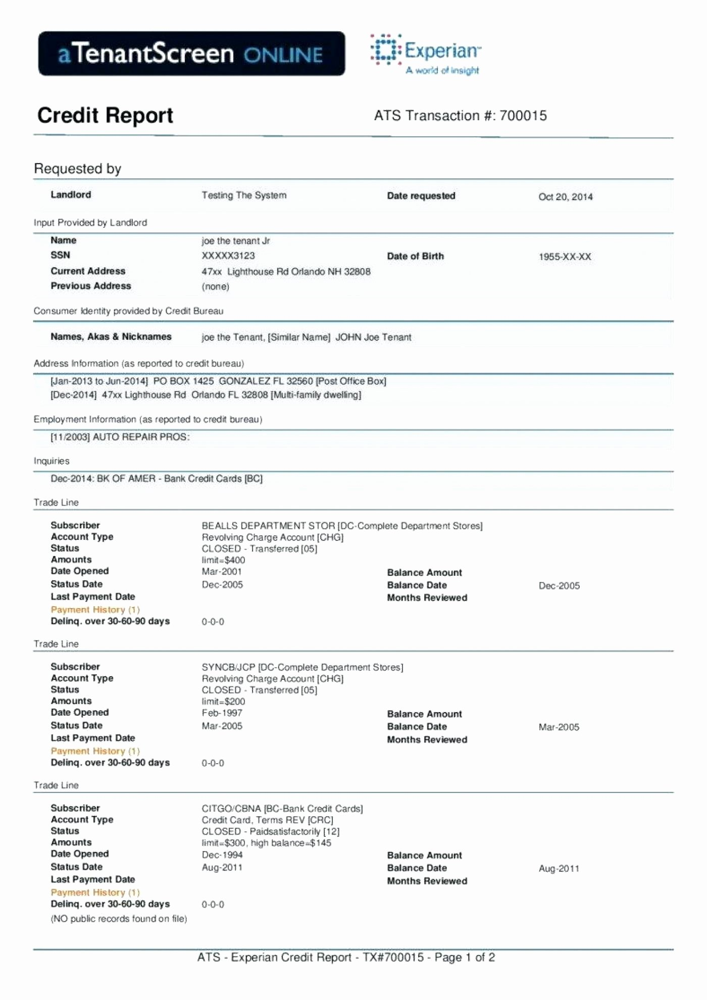 aTenantScreen ONLINE
Experian™
A world of insight
Credit Report
ATS Transaction #: 700015
Requested by
Landlord Testing The System Date requested Oct 20, 2014
Input Provided by Landlord
Name joe the tenant Jr
SSN XXXXX3123 Date of Birth 1955-XX-XX
Current Address 47xx Lighthouse Rd Orlando NH 32808
Previous Address (none)
Consumer Identity provided by Credit Bureau
Names, Akas & Nicknames joe the Tenant, [Similar Name] JOHN Joe Tenant
Address Information (as reported to credit bureau)
[Jan-2013 to Jun-2014] PO BOX 1425 GONZALEZ FL 32560 [Post Office Box]
[Dec-2014] 47xx Lighthouse Rd Orlando FL 32808 [Multi-family dwelling]
Employment Information (as reported to credit bureau)
[11/2003] AUTO REPAIR PROS:
Inquiries
Dec-2014: BK OF AMER - Bank Credit Cards [BC]
Trade Line
Subscriber BEALLS DEPARTMENT STOR [DC-Complete Department Stores]
Account Type Revolving Charge Account [CHG]
Status CLOSED - Transferred [05]
Amounts limit=$400
Date Opened Mar-2001 Balance Amount
Status Date Dec-2005 Balance Date Dec-2005
Last Payment Date Months Reviewed
Payment History (1)
Delinq. over 30-60-90 days 0-0-0
Trade Line
Subscriber SYNCB/JCP [DC-Complete Department Stores]
Account Type Revolving Charge Account [CHG]
Status CLOSED - Transferred [05]
Amounts limit=$200
Date Opened Feb-1997 Balance Amount
Status Date Mar-2005 Balance Date Mar-2005
Last Payment Date Months Reviewed
Payment History (1)
Delinq. over 30-60-90 days 0-0-0
Trade Line
Subscriber CITGO/CBNA [BC-Bank Credit Cards]
Account Type Credit Card, Terms REV [CRC]
Status CLOSED - Paidsatisfactorily [12]
Amounts limit=$300, high balance=$145
Date Opened Dec-1994 Balance Amount
Status Date Aug-2011 Balance Date Aug-2011
Last Payment Date Months Reviewed
Payment History (1)
Delinq. over 30-60-90 days 0-0-0
(NO public records found on file)
ATS - Experian Credit Report - TX#700015 - Page 1 of 2